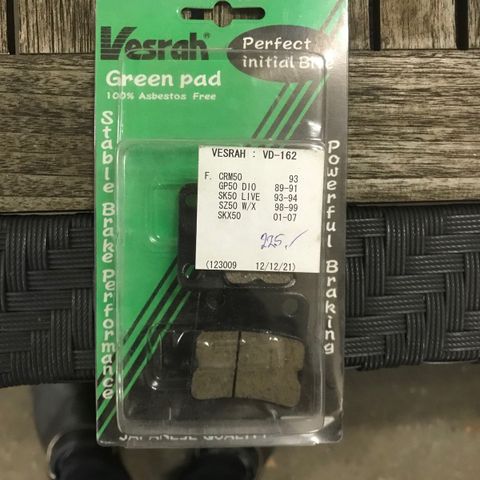 Vesrah
Perfect
initial Bite
Green pad
100% Asbestos Free
Stable Brake Performance
Powerful Braking
VESRAH : VD-162
F. CRM50 93
GP50 DIO 89-91
SK50 LIVE 93-94
SZ50 W/X 98-99
SKX50 01-07
225,-
(123009 12/12/21)
JAPANESE QUALITY